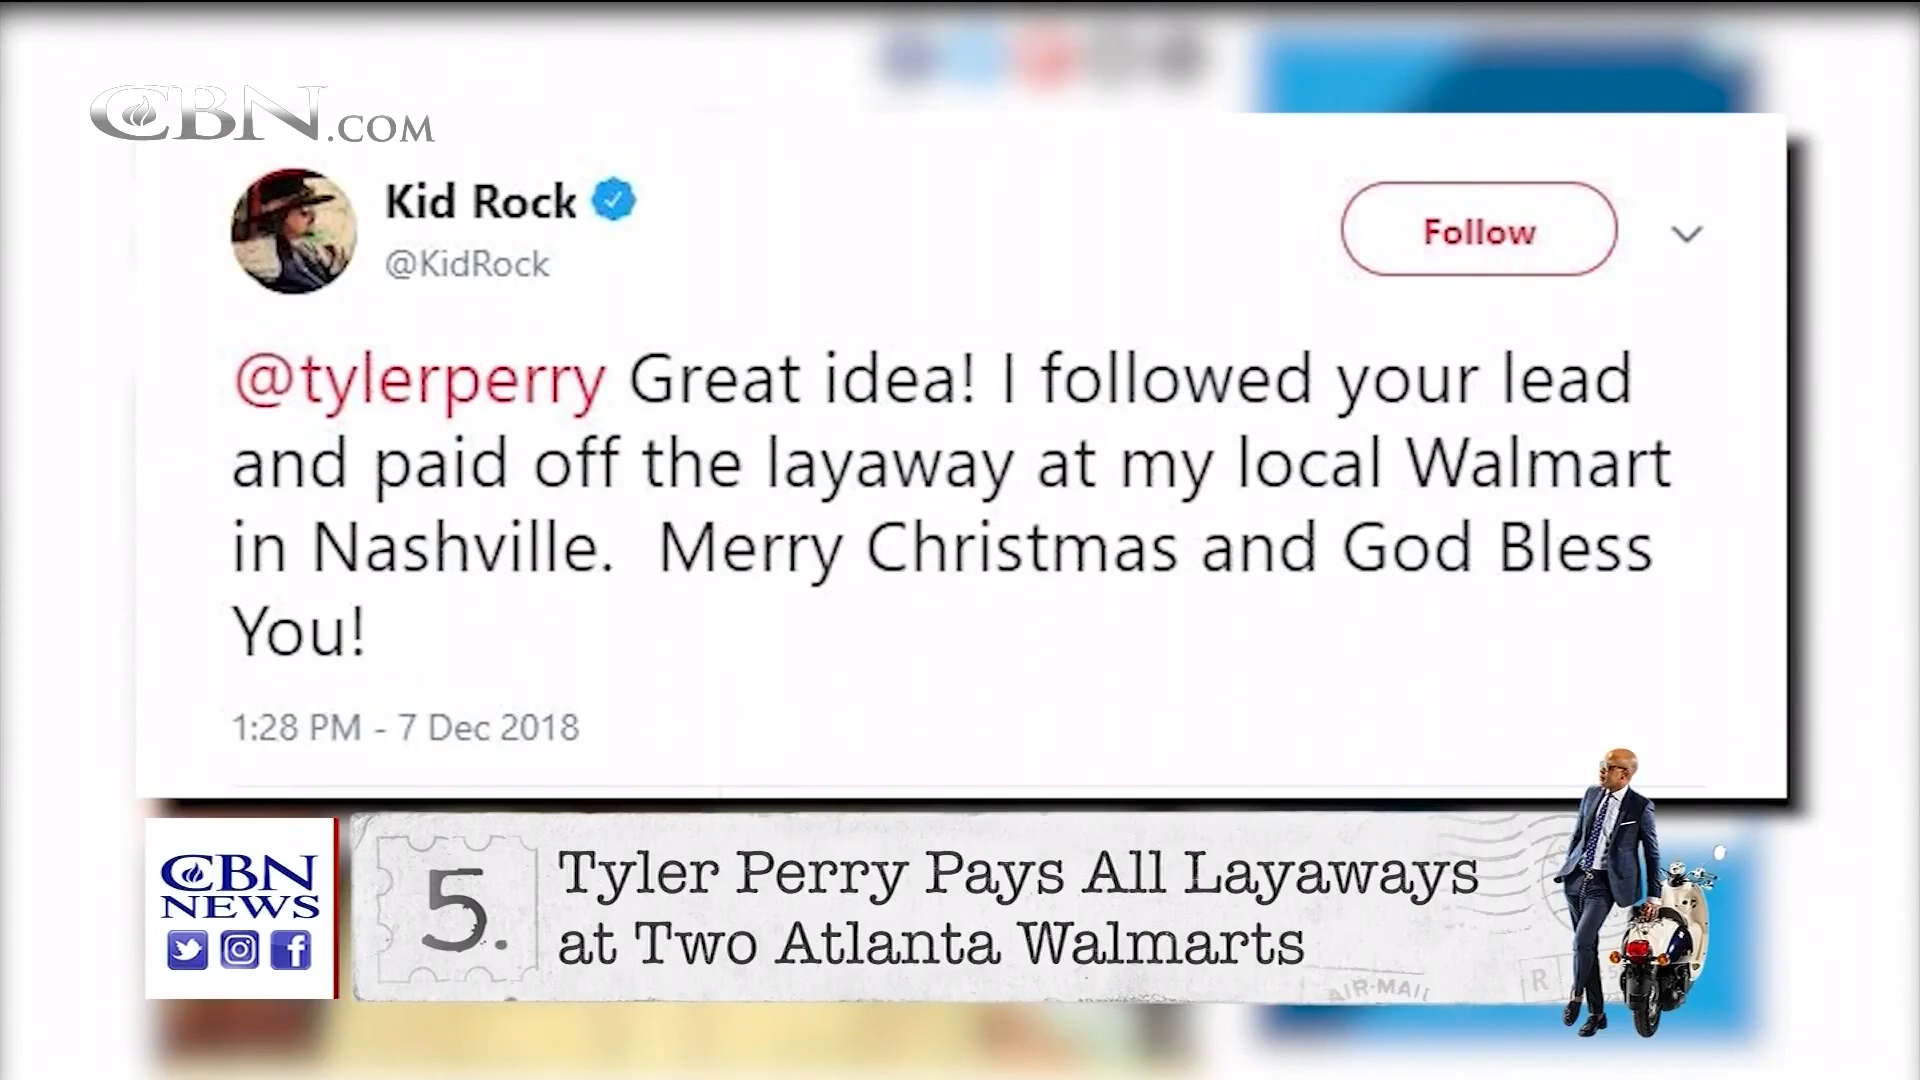 CBN.COM
Kid Rock
@KidRock
Follow
@tylerperry Great idea! I followed your lead
and paid off the layaway at my local Walmart
in Nashville.  Merry Christmas and God Bless
You!
1:28 PM - 7 Dec 2018
CBN
NEWS
5.
Tyler Perry Pays All Layaways
at Two Atlanta Walmarts
AIR-MAIL
R